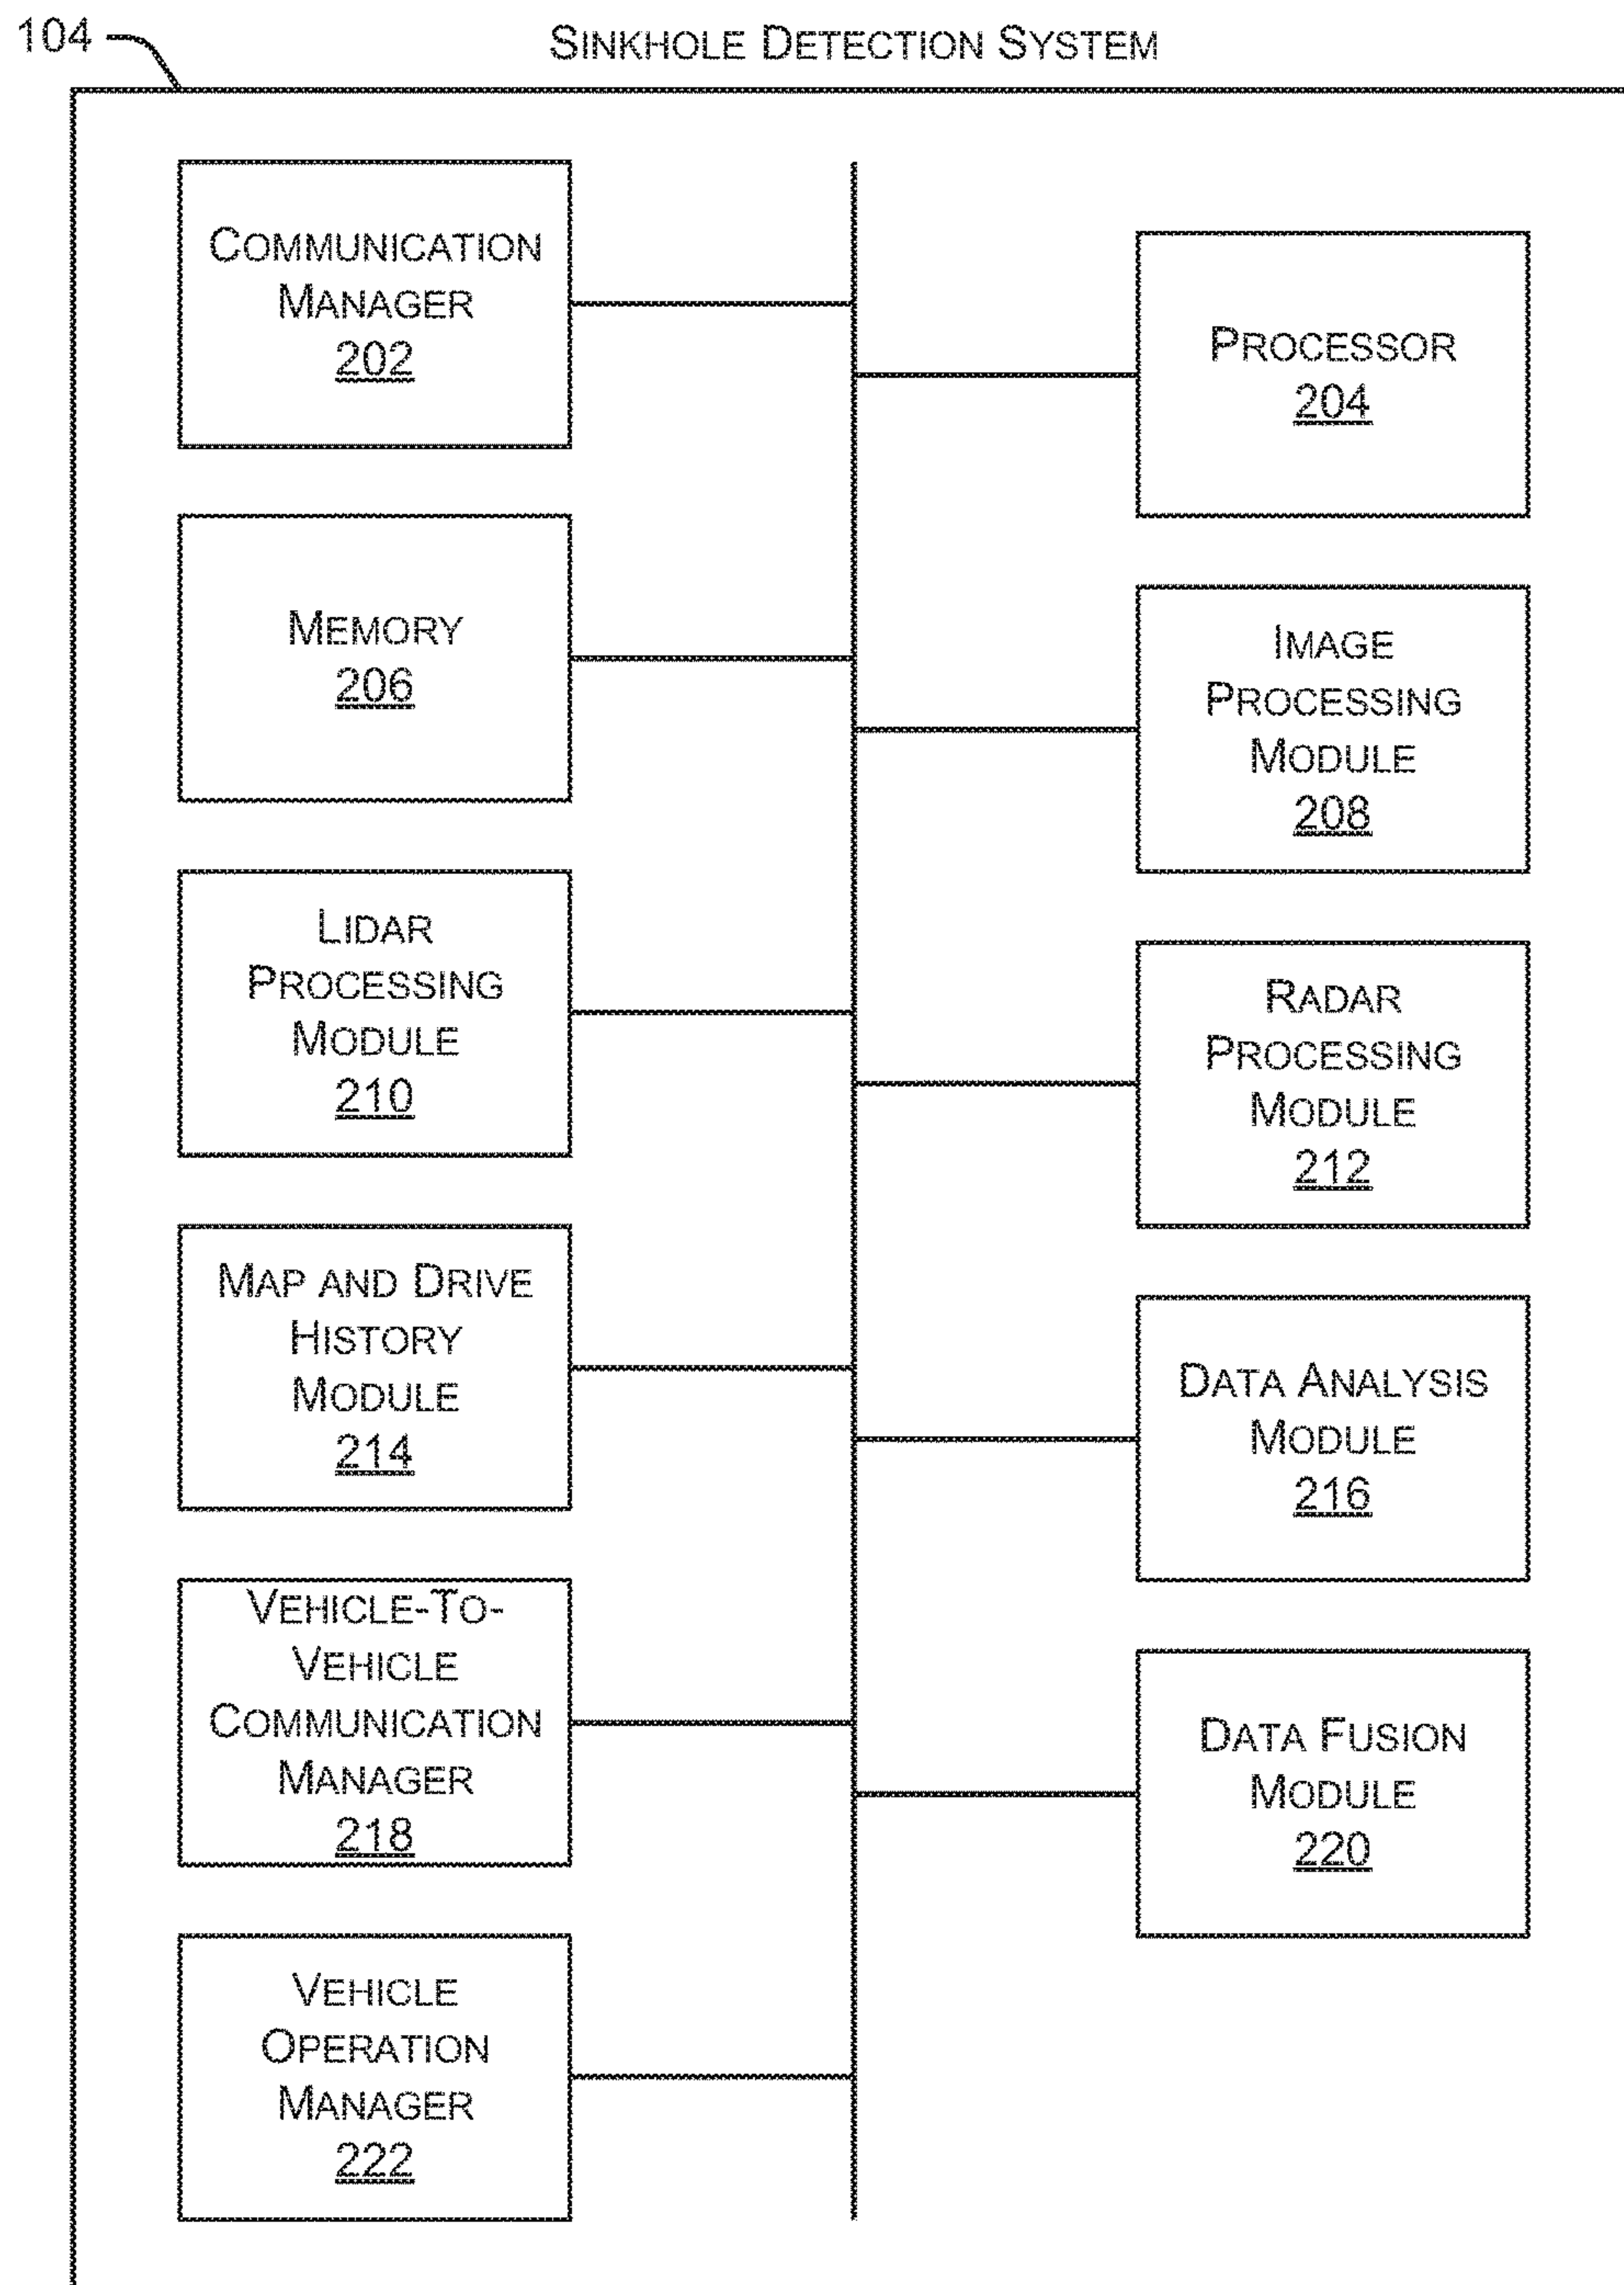 104
SINKHOLE DETECTION SYSTEM
COMMUNICATION
MANAGER
202
PROCESSOR
204
MEMORY
206
IMAGE
PROCESSING
MODULE
208
LIDAR
PROCESSING
MODULE
210
RADAR
PROCESSING
MODULE
212
MAP AND DRIVE
HISTORY
MODULE
214
DATA ANALYSIS
MODULE
216
VEHICLE-TO-
VEHICLE
COMMUNICATION
MANAGER
218
DATA FUSION
MODULE
220
VEHICLE
OPERATION
MANAGER
222